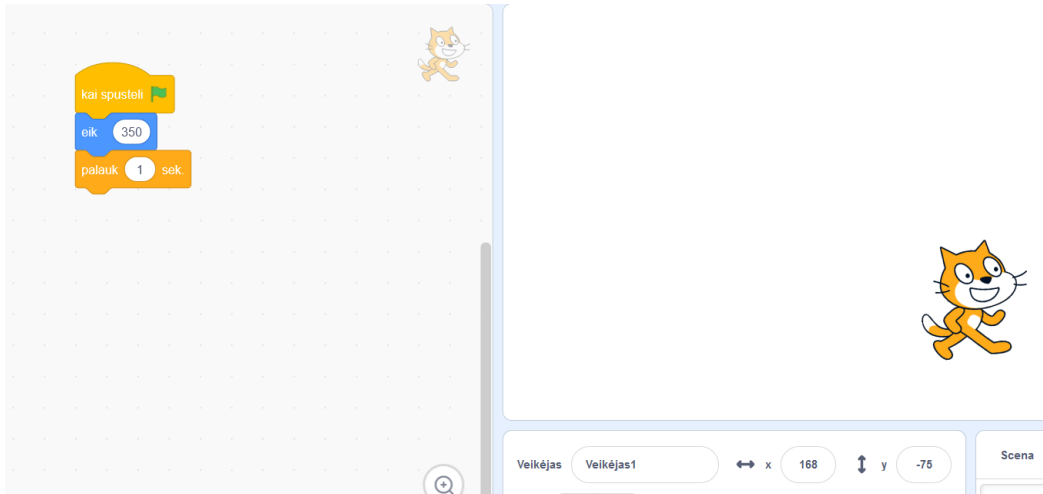 kai spusteli
eik 350
palauk 1 sek.
Veikėjas Veikėjas1 x 168 y -75
Scena